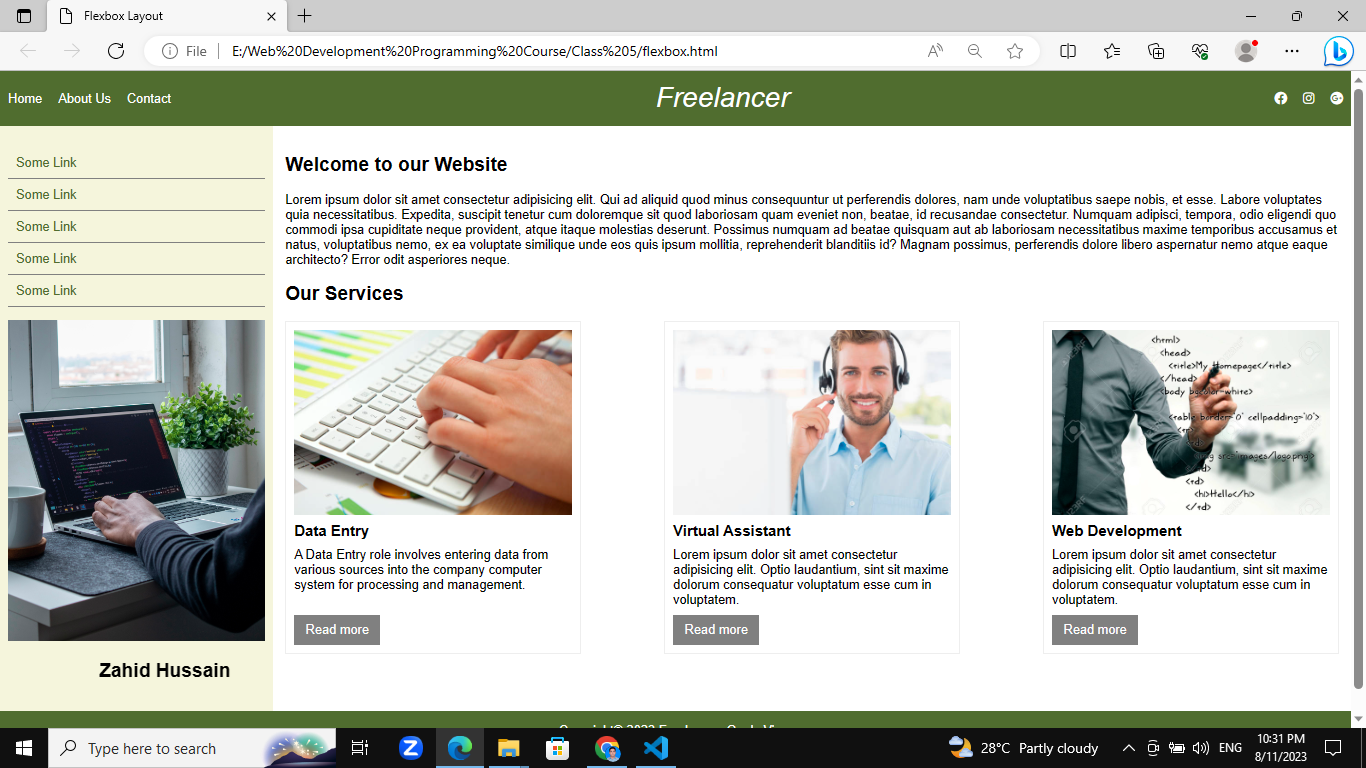 Flexbox Layout
File
E:/Web%20Development%20Programming%20Course/Class%205/flexbox.html
Home About Us Contact
Freelancer
Some Link
Some Link
Some Link
Some Link
Some Link
Zahid Hussain
Welcome to our Website
Lorem ipsum dolor sit amet consectetur adipisicing elit. Qui ad aliquid quod minus consequuntur ut perferendis dolores, nam unde voluptatibus saepe nobis, et esse. Labore voluptates
quia necessitatibus. Expedita, suscipit tenetur cum doloremque sit quod laboriosam quam eveniet non, beatae, id recusandae consectetur. Numquam adipisci, tempora, odio eligendi quo
commodi ipsa cupiditate neque provident, atque itaque molestias deserunt. Possimus numquam ad beatae quisquam aut ab laboriosam necessitatibus maxime temporibus accusamus et
natus, voluptatibus nemo, ex ea voluptate similique unde eos quis ipsum mollitia, reprehenderit blanditiis id? Magnam possimus, perferendis dolore libero aspernatur nemo atque eaque
architecto? Error odit asperiores neque.
Our Services
Data Entry
A Data Entry role involves entering data from
various sources into the company computer
system for processing and management.
Read more
Virtual Assistant
Lorem ipsum dolor sit amet consectetur
adipisicing elit. Optio laudantium, sint sit maxime
dolorum consequatur voluptatum esse cum in
voluptatem.
Read more
<html>
<head>
<title>My Homepage</title>
</head>
<body bgcolor=white>
<table border="0" cellpadding="10">
<td>
<h1>Hello</h1>
</td>
Web Development
Lorem ipsum dolor sit amet consectetur
adipisicing elit. Optio laudantium, sint sit maxime
dolorum consequatur voluptatum esse cum in
voluptatem.
Read more
Type here to search
28°C Partly cloudy
ENG
10:31 PM
8/11/2023